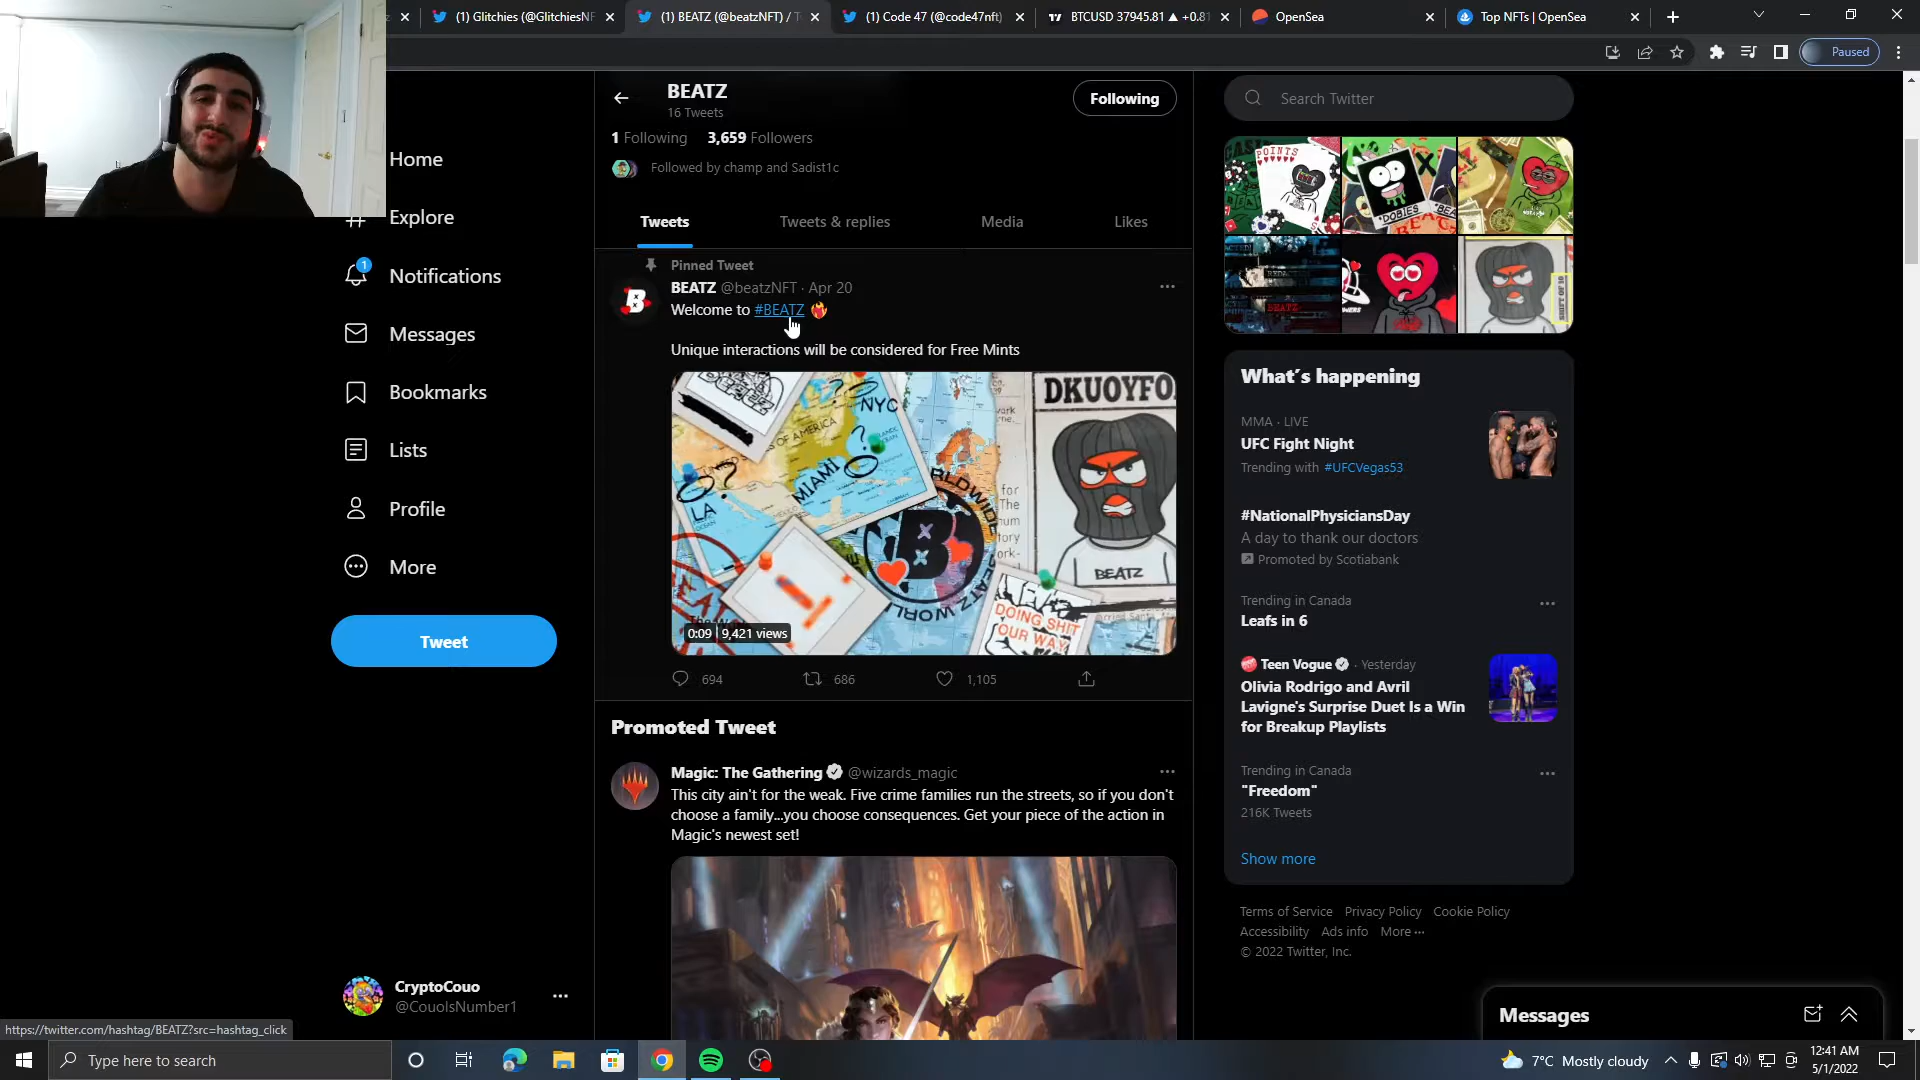 (1) Glitchies (@GlitchiesNF
(1) BEATZ (@beatzNFT) / T
(1) Code 47 (@code47nft)
BTCUSD 37945.81 ▲ +0.81
OpenSea
Top NFTs | OpenSea
Paused
Home
Explore
1
Notifications
Messages
Bookmarks
Lists
Profile
More
Tweet
CryptoCouo
@CouolsNumber1
https://twitter.com/hashtag/BEATZ?src=hashtag_click
BEATZ
16 Tweets
Following
1 Following 3,659 Followers
Followed by champ and Sadist1c
Tweets
Tweets & replies
Media
Likes
Pinned Tweet
BEATZ @beatzNFT · Apr 20
Welcome to #BEATZ
Unique interactions will be considered for Free Mints
BEATZ
NYC
OF AMERICA
MIAMI
LA
DKUOYFO
BEATZ
DOING SHIT
OUR WAY
0:09 9,421 views
694
686
1,105
Promoted Tweet
Magic: The Gathering @wizards_magic
This city ain't for the weak. Five crime families run the streets, so if you don't
choose a family...you choose consequences. Get your piece of the action in
Magic's newest set!
Search Twitter
POINTS
DOBIES
BEATZ
What's happening
MMA · LIVE
UFC Fight Night
Trending with #UFCVegas53
#NationalPhysiciansDay
A day to thank our doctors
Promoted by Scotiabank
Trending in Canada
Leafs in 6
Teen Vogue · Yesterday
Olivia Rodrigo and Avril
Lavigne's Surprise Duet Is a Win
for Breakup Playlists
Trending in Canada
"Freedom"
216K Tweets
Show more
Terms of Service Privacy Policy Cookie Policy
Accessibility Ads info More ···
© 2022 Twitter, Inc.
Messages
Type here to search
7°C Mostly cloudy
12:41 AM
5/1/2022